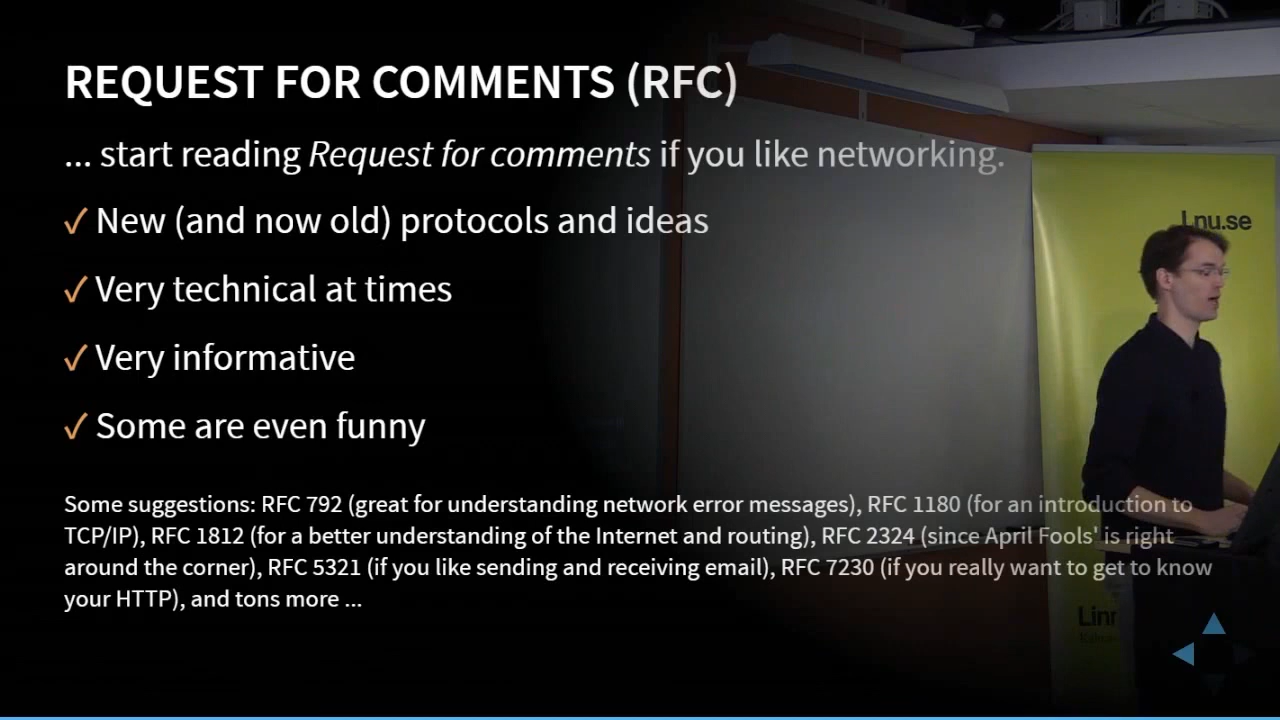 REQUEST FOR COMMENTS (RFC)
... start reading Request for comments if you like networking.
✓ New (and now old) protocols and ideas
✓ Very technical at times
✓ Very informative
✓ Some are even funny
Some suggestions: RFC 792 (great for understanding network error messages), RFC 1180 (for an introduction to
TCP/IP), RFC 1812 (for a better understanding of the Internet and routing), RFC 2324 (since April Fools' is right
around the corner), RFC 5321 (if you like sending and receiving email), RFC 7230 (if you really want to get to know
your HTTP), and tons more ...
Lnu.se